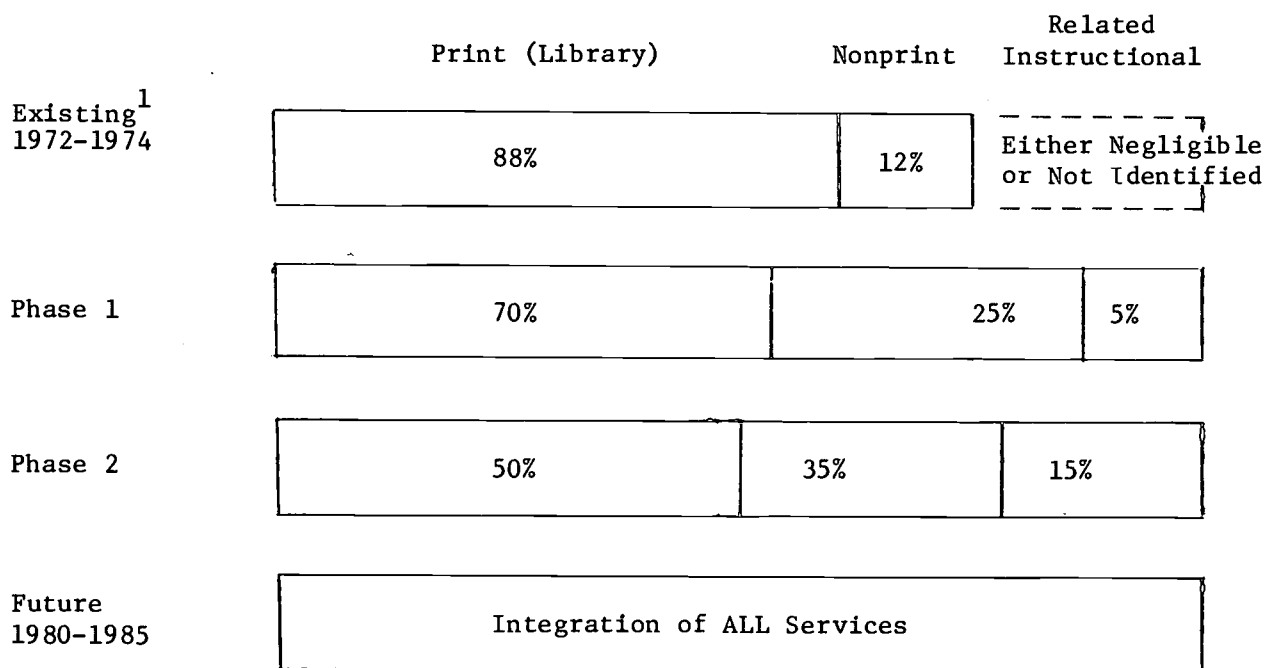 Related
Print (Library) Nonprint Instructional
Existing1
1972-1974
88% 12% Either Negligible
or Not Identified
Phase 1 70% 25% 5%
Phase 2 50% 35% 15%
Future
1980-1985
Integration of ALL Services